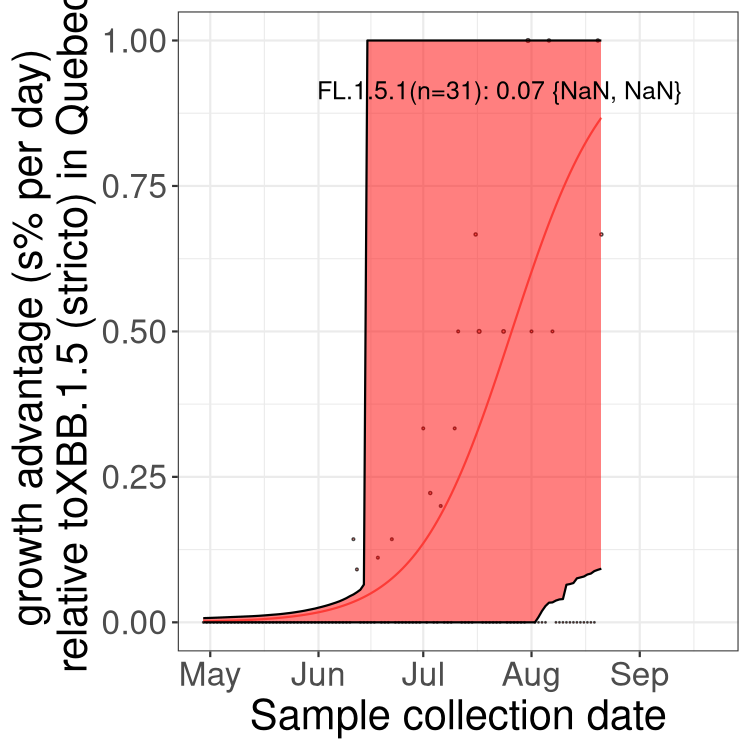 growth advantage (s% per day)
relative toXBB.1.5 (stricto) in Quebec
1.00
0.75
0.50
0.25
0.00
FL.1.5.1(n=31): 0.07 {NaN, NaN}
May Jun Jul Aug Sep
Sample collection date